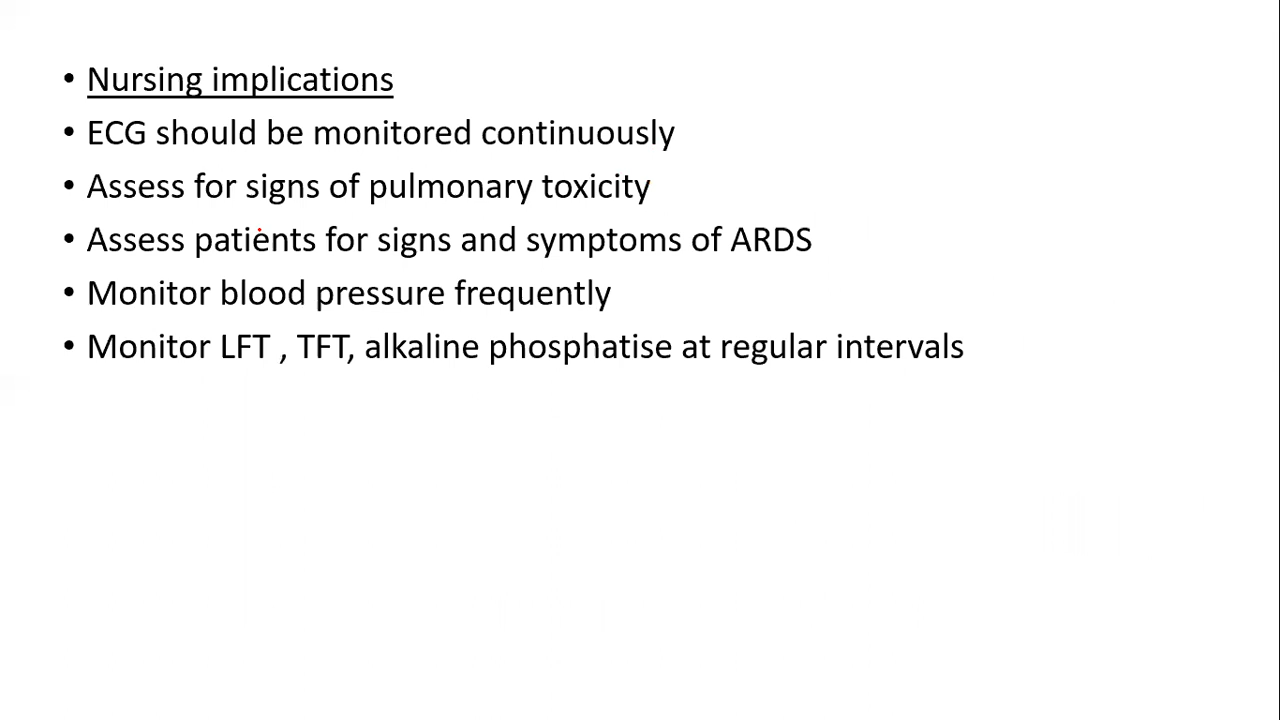 • Nursing implications
• ECG should be monitored continuously
• Assess for signs of pulmonary toxicity
• Assess patients for signs and symptoms of ARDS
• Monitor blood pressure frequently
• Monitor LFT , TFT, alkaline phosphatise at regular intervals